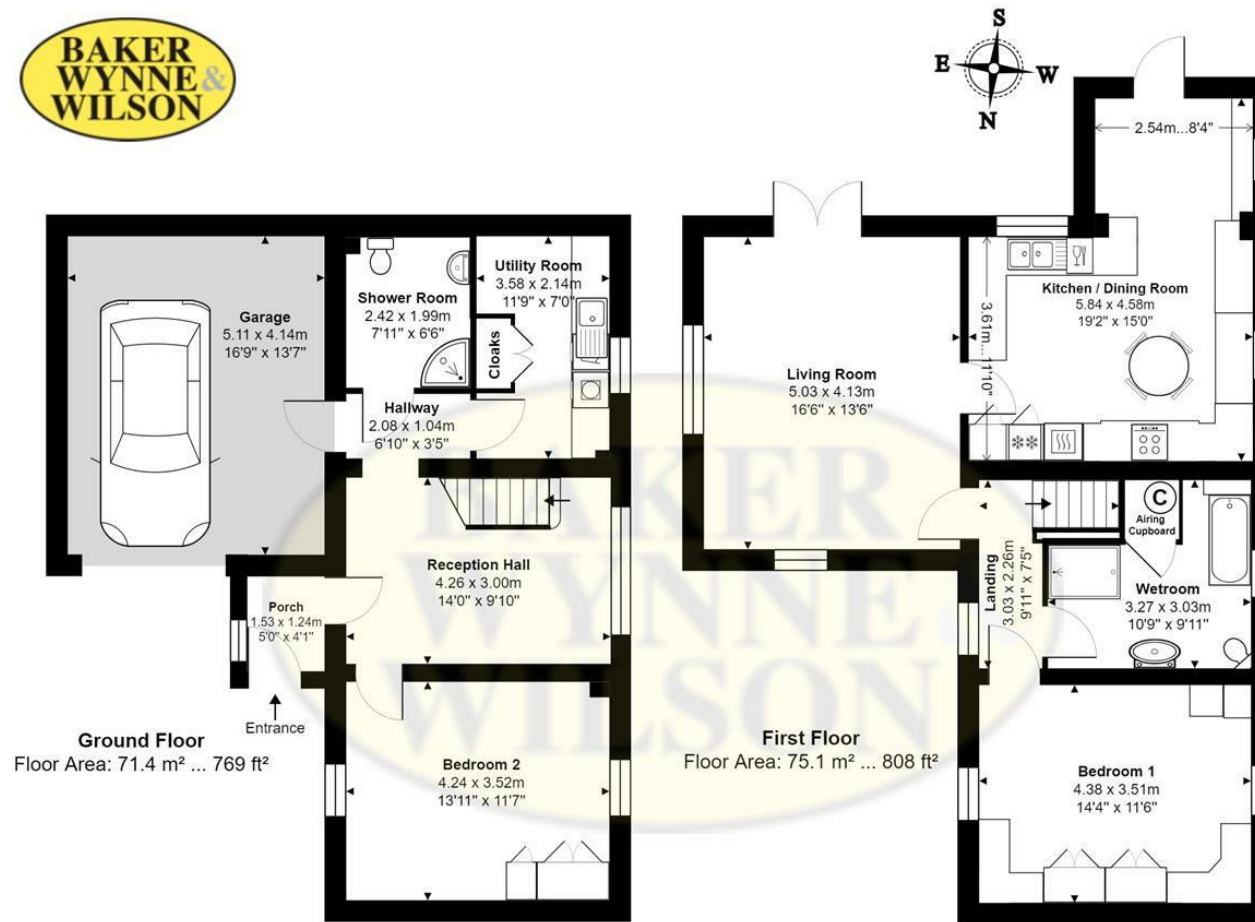 BAKER
WYNNE &
WILSON
S
E
W
N
Garage
5.11 x 4.14m
16'9" x 13'7"
Shower Room
2.42 x 1.99m
7'11" x 6'6"
Utility Room
3.58 x 2.14m
11'9" x 7'0"
Cloaks
Hallway
2.08 x 1.04m
6'10" x 3'5"
Reception Hall
4.26 x 3.00m
14'0" x 9'10"
Porch
1.53 x 1.24m
5'0" x 4'1"
Entrance
Bedroom 2
4.24 x 3.52m
13'11" x 11'7"
Ground Floor
Floor Area: 71.4 m² ... 769 ft²
2.54m...8'4"
Kitchen / Dining Room
5.84 x 4.58m
19'2" x 15'0"
3.61m...11'10"
Living Room
5.03 x 4.13m
16'6" x 13'6"
C
Airing
Cupboard
Landing
3.03 x 2.26m
9'11" x 7'5"
Wetroom
3.27 x 3.03m
10'9" x 9'11"
Bedroom 1
4.38 x 3.51m
14'4" x 11'6"
First Floor
Floor Area: 75.1 m² ... 808 ft²
BAKER
WYNNE &
WILSON